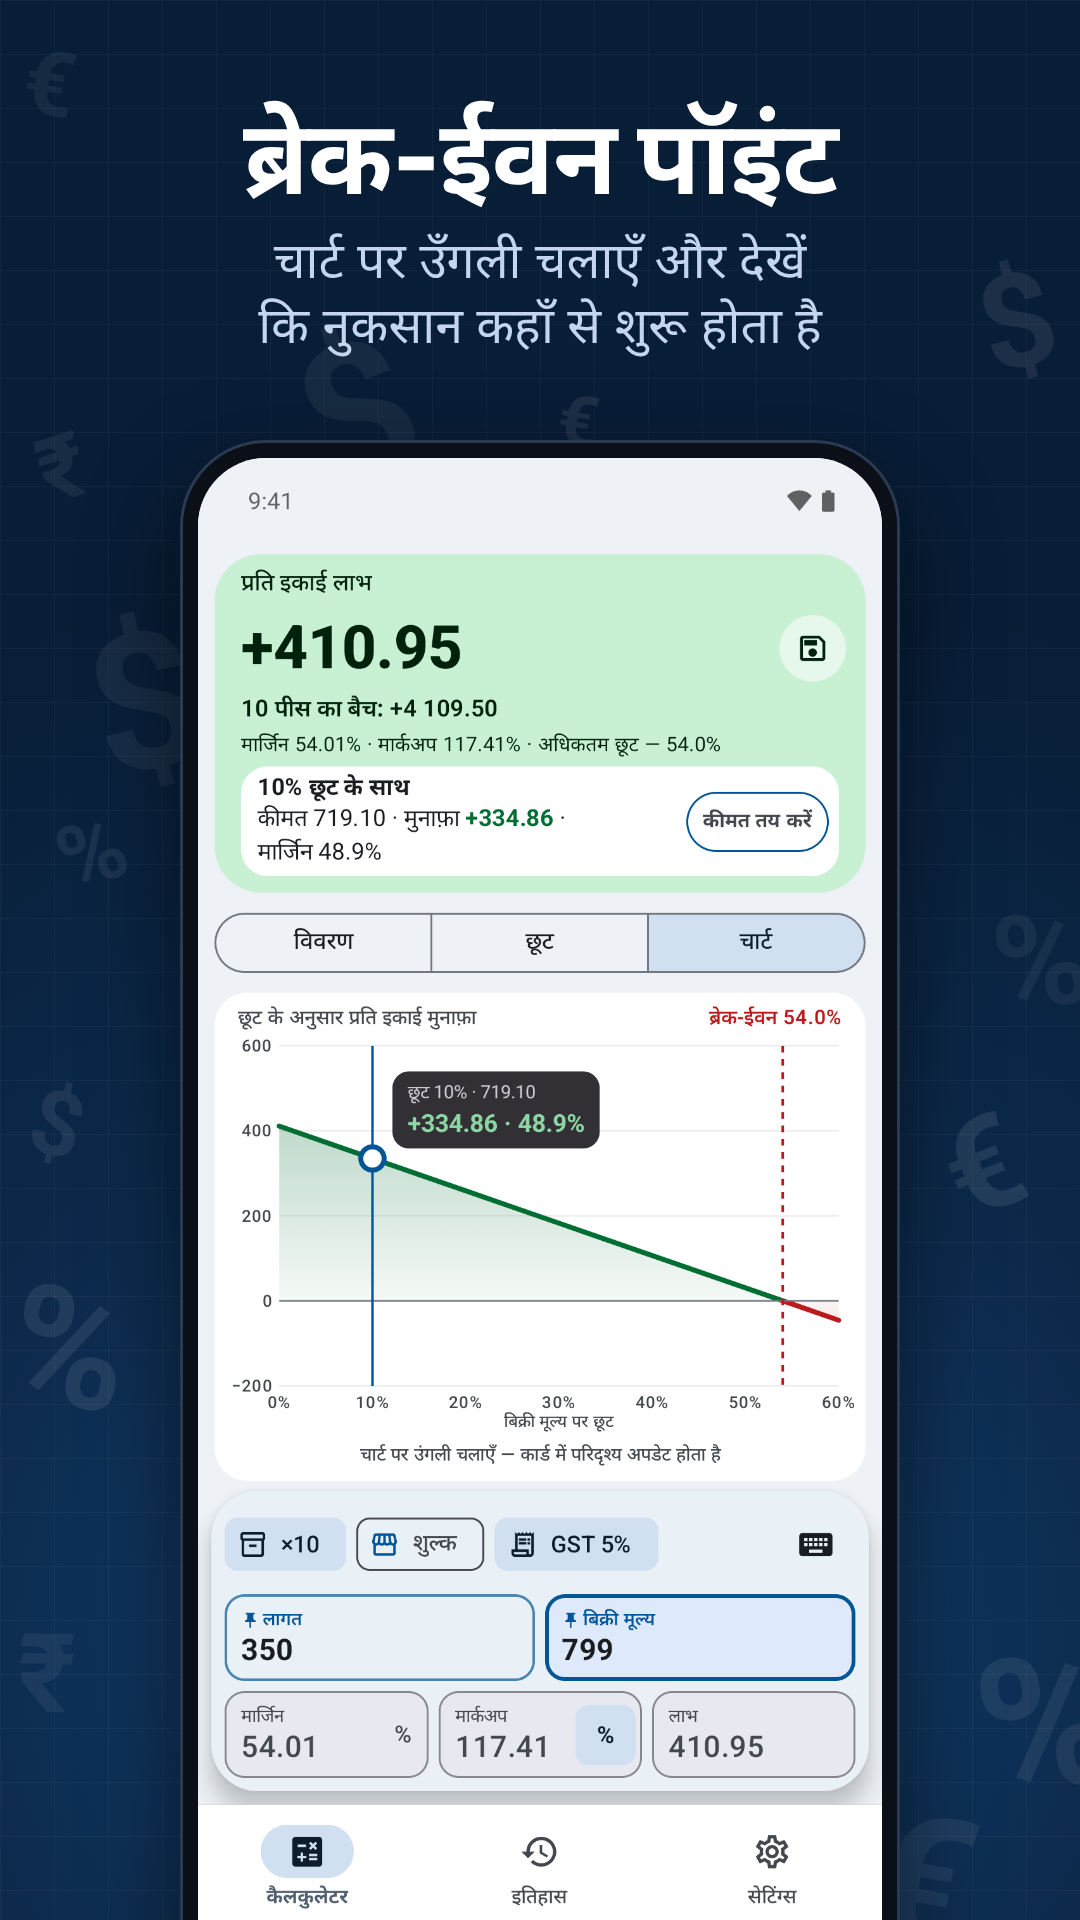 ब्रेक-ईवन पॉइंट
चार्ट पर उँगली चलाएँ और देखें
कि नुकसान कहाँ से शुरू होता है
9:41
प्रति इकाई लाभ
+410.95
10 पीस का बैच: +4 109.50
मार्जिन 54.01% · मार्कअप 117.41% · अधिकतम छूट — 54.0%
10% छूट के साथ
कीमत 719.10 · मुनाफ़ा +334.86 ·
मार्जिन 48.9%
कीमत तय करें
विवरण छूट चार्ट
छूट के अनुसार प्रति इकाई मुनाफ़ा ब्रेक-ईवन 54.0%
600
छूट 10% · 719.10
+334.86 · 48.9%
400
200
0
−200
0% 10% 20% 30% 40% 50% 60%
बिक्री मूल्य पर छूट
चार्ट पर उंगली चलाएँ — कार्ड में परिदृश्य अपडेट होता है
×10 शुल्क GST 5%
लागत बिक्री मूल्य
350 799
मार्जिन मार्कअप लाभ
54.01 % 117.41 % 410.95
कैलकुलेटर इतिहास सेटिंग्स